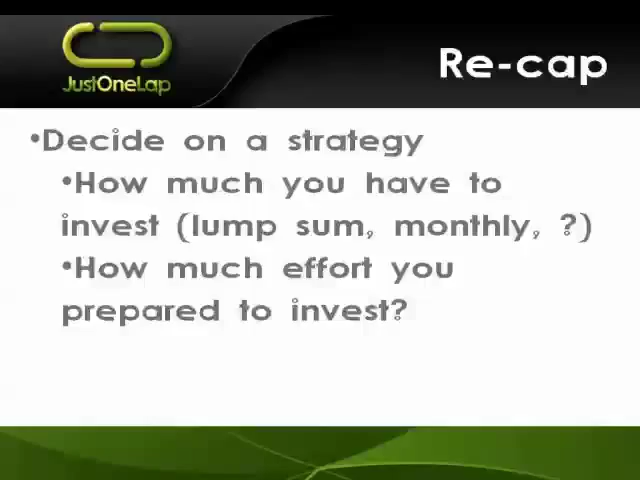 JustOneLap
Re-cap
•Decide on a strategy
•How much you have to
invest (lump sum, monthly, ?)
•How much effort you
prepared to invest?